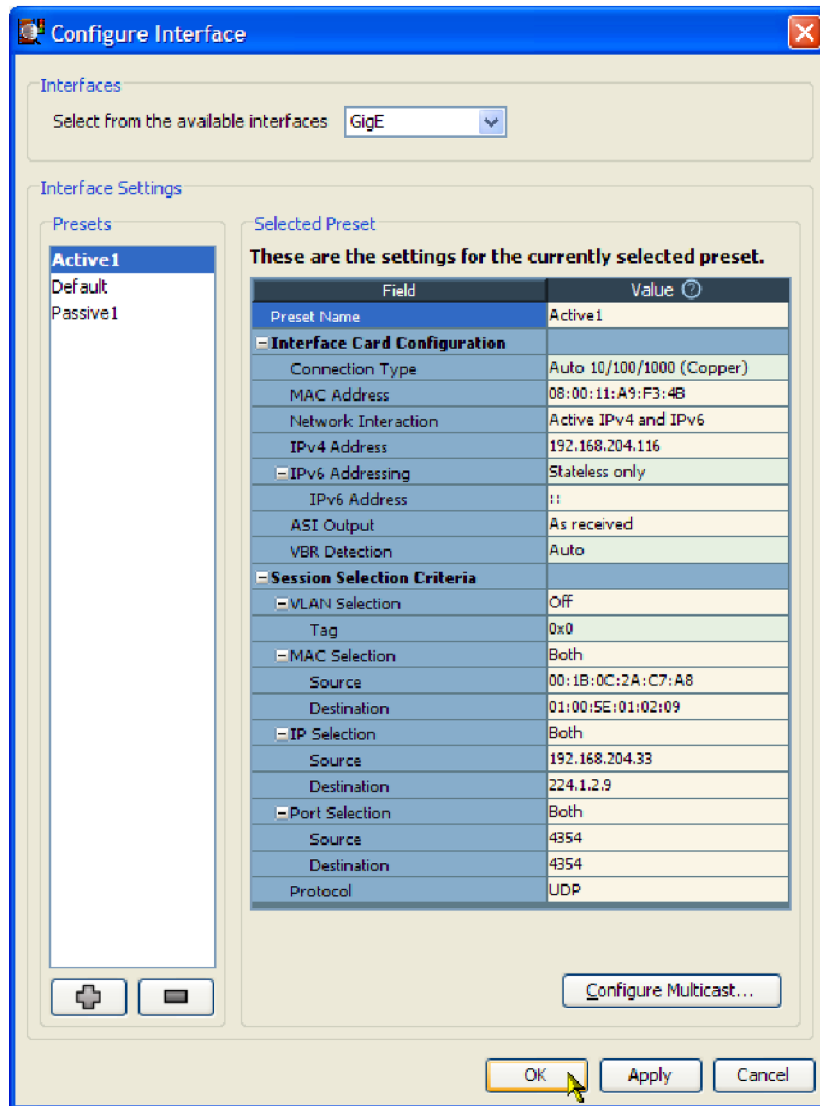 Configure Interface
Interfaces
Select from the available interfaces GigE
Interface Settings
Presets
Active1
Default
Passive1
Selected Preset
These are the settings for the currently selected preset.
Field Value ?
Preset Name Active1
Interface Card Configuration
Connection Type Auto 10/100/1000 (Copper)
MAC Address 08:00:11:A9:F3:4B
Network Interaction Active IPv4 and IPv6
IPv4 Address 192.168.204.116
IPv6 Addressing Stateless only
IPv6 Address ::
ASI Output As received
VBR Detection Auto
Session Selection Criteria
VLAN Selection Off
Tag 0x0
MAC Selection Both
Source 00:1B:0C:2A:C7:A8
Destination 01:00:5E:01:02:09
IP Selection Both
Source 192.168.204.33
Destination 224.1.2.9
Port Selection Both
Source 4354
Destination 4354
Protocol UDP
Configure Multicast...
OK Apply Cancel